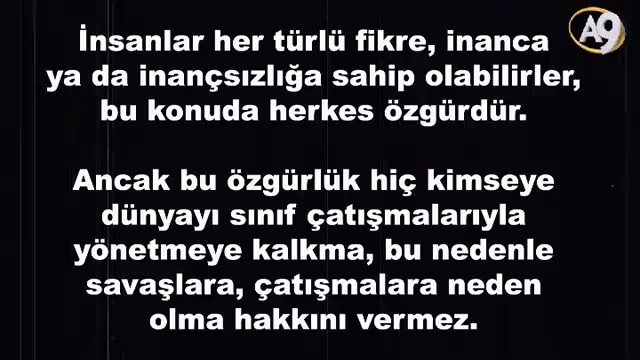 A9
İnsanlar her türlü fikre, inanca
ya da inançsızlığa sahip olabilirler,
bu konuda herkes özgürdür.
Ancak bu özgürlük hiç kimseye
dünyayı sınıf çatışmalarıyla
yönetmeye kalkma, bu nedenle
savaşlara, çatışmalara neden
olma hakkını vermez.